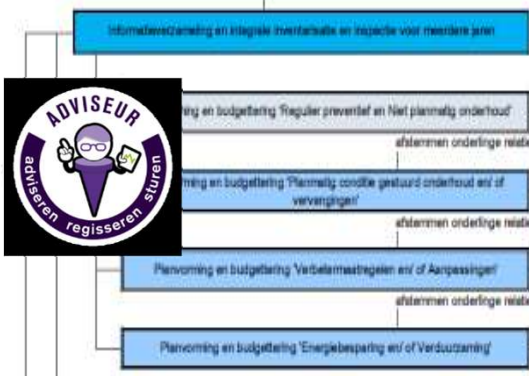 Informatieverzameling en integrale inventarisatie en inspectie voor meerdere jaren
ADVISEUR
adviseren regisseren sturen
ing en budgettering 'Regulier preventief en Niet planmatig onderhoud'
afstemmen onderlinge relatie
ming en budgettering 'Planmatig conditie gestuurd onderhoud en/ of
vervangingen'
afstemmen onderlinge relatie
Planvorming en budgettering 'Verbetermaatregelen en/ of Aanpassingen'
afstemmen onderlinge relatie
Planvorming en budgettering 'Energiebesparing en/ of Verduurzaming'